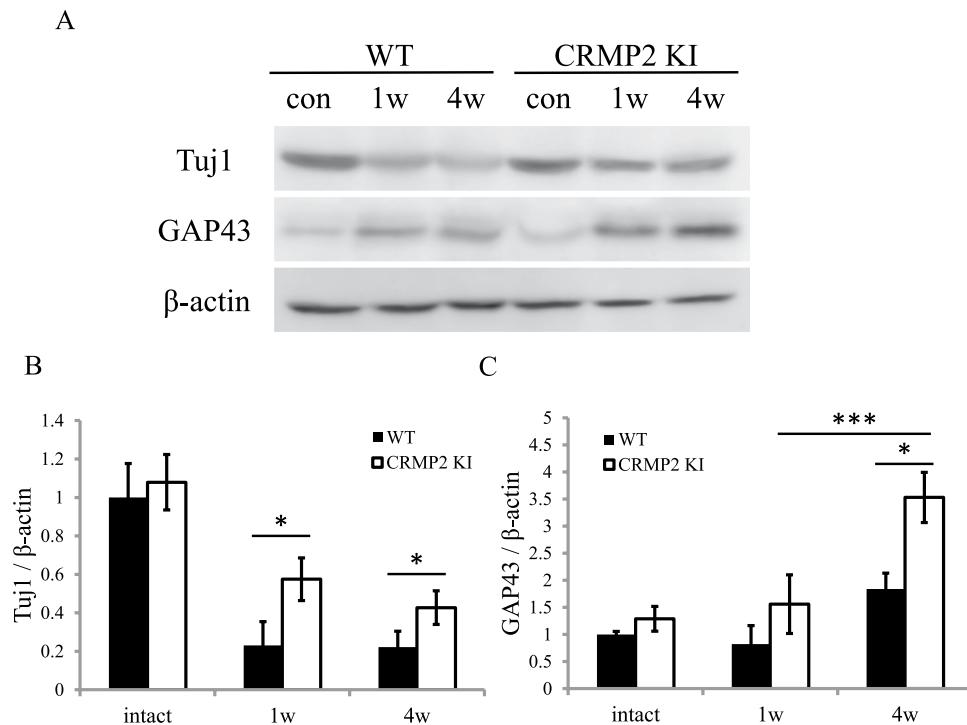 A
WT CRMP2 KI
con 1w 4w con 1w 4w
Tuj1
GAP43
β-actin
B
Tuj1 / β-actin
1.4
1.2
1
0.8
0.6
0.4
0.2
0
WT
CRMP2 KI
*
*
intact 1w 4w
C
GAP43 / β-actin
5
4.5
4
3.5
3
2.5
2
1.5
1
0.5
0
WT
CRMP2 KI
***
*
intact 1w 4w